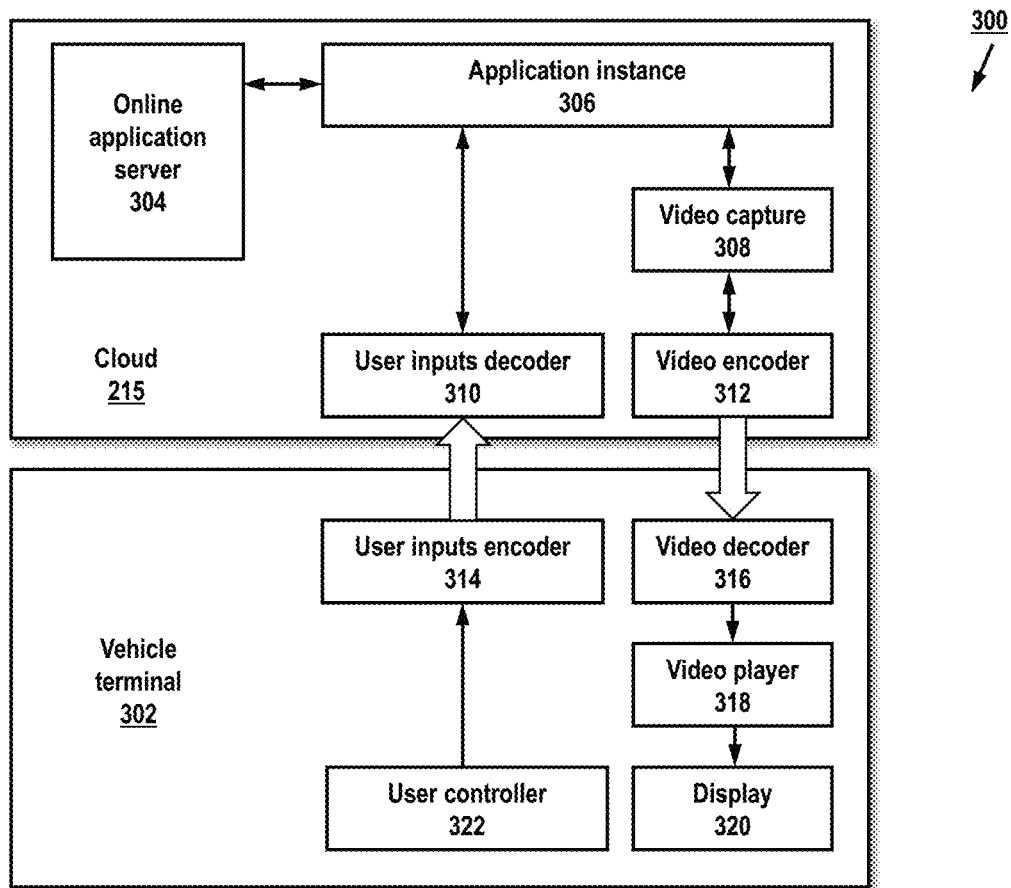 300
Online
application
server
304
Application instance
306
Video capture
308
Cloud
215
User inputs decoder
310
Video encoder
312
User inputs encoder
314
Video decoder
316
Vehicle
terminal
302
Video player
318
User controller
322
Display
320